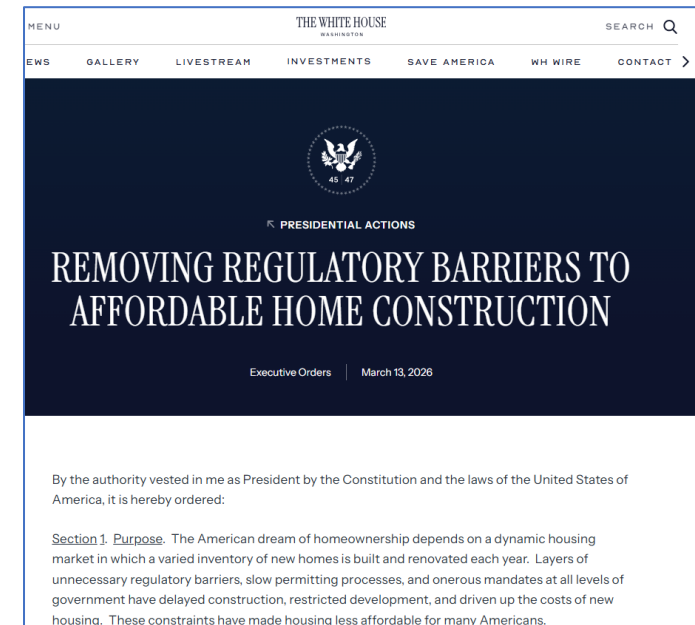 MENU
THE WHITE HOUSE
WASHINGTON
SEARCH
EWS GALLERY LIVESTREAM INVESTMENTS SAVE AMERICA WH WIRE CONTACT
45 47
PRESIDENTIAL ACTIONS
REMOVING REGULATORY BARRIERS TO
AFFORDABLE HOME CONSTRUCTION
Executive Orders | March 13, 2026
By the authority vested in me as President by the Constitution and the laws of the United States of
America, it is hereby ordered:
Section 1. Purpose. The American dream of homeownership depends on a dynamic housing
market in which a varied inventory of new homes is built and renovated each year. Layers of
unnecessary regulatory barriers, slow permitting processes, and onerous mandates at all levels of
government have delayed construction, restricted development, and driven up the costs of new
housing. These constraints have made housing less affordable for many Americans.